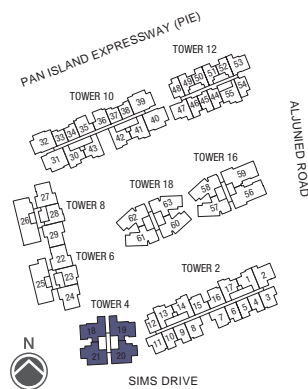 PAN ISLAND EXPRESSWAY (PIE)
TOWER 12
48 49 50 51 52 53
47 46 45 44 55 54
TOWER 10
32 33 34 35 36 37 38 39
31 30 43 42 41 40
ALJUNIED ROAD
TOWER 16
58 59
57 56
TOWER 18
62 63
61 60
TOWER 8
27
26 28
29
TOWER 6
22
25 23
24
TOWER 2
12 13 14 15 16 17 1 2
11 10 9 8 7 6 5 4 3
TOWER 4
18 19
21 20
N
SIMS DRIVE